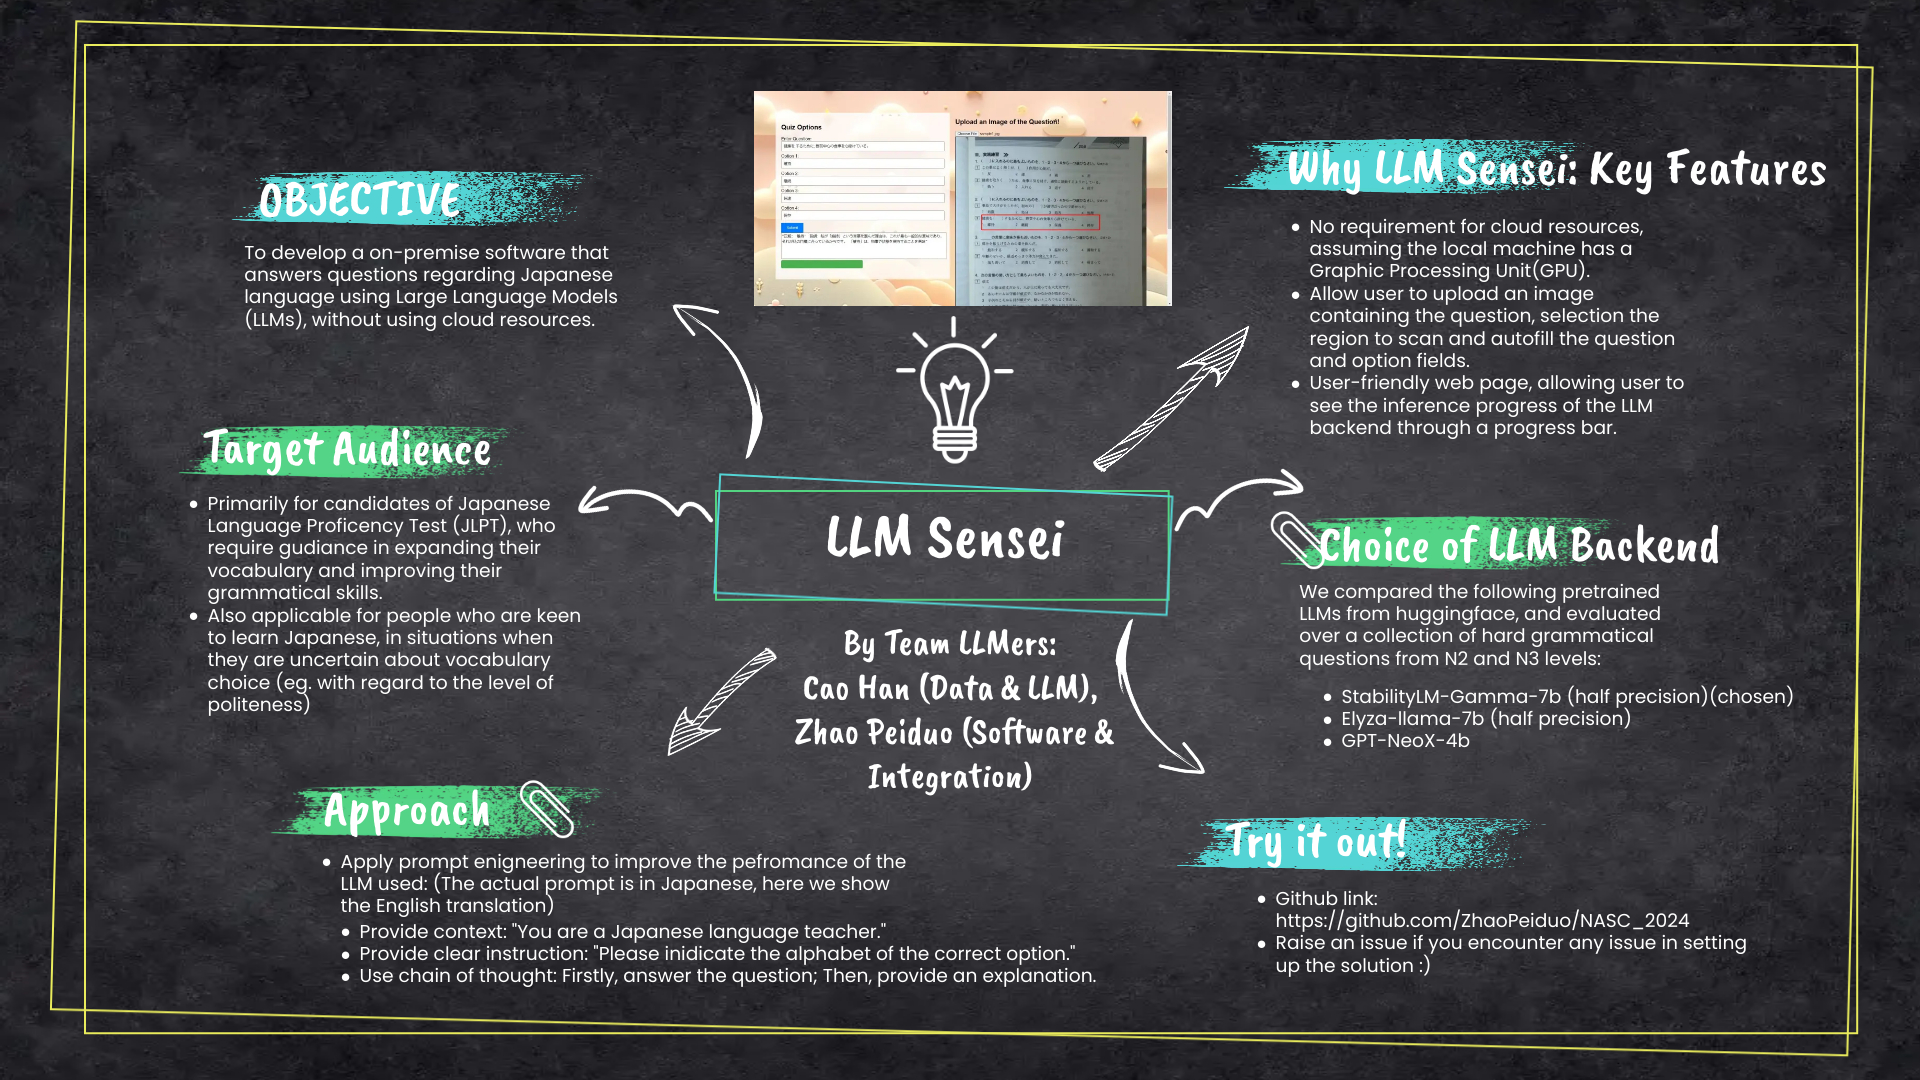 OBJECTIVE
To develop a on-premise software that
answers questions regarding Japanese
language using Large Language Models
(LLMs), without using cloud resources.
Target Audience
Primarily for candidates of Japanese
Language Proficency Test (JLPT), who
require gudiance in expanding their
vocabulary and improving their
grammatical skills.
Also applicable for people who are keen
to learn Japanese, in situations when
they are uncertain about vocabulary
choice (eg. with regard to the level of
politeness)
Approach
Apply prompt enigneering to improve the pefromance of the
LLM used: (The actual prompt is in Japanese, here we show
the English translation)
Provide context: "You are a Japanese language teacher."
Provide clear instruction: "Please inidicate the alphabet of the correct option."
Use chain of thought: Firstly, answer the question; Then, provide an explanation.
Quiz Options
Enter Question:
Option 1:
Option 2:
Option 3:
Option 4:
Submit
Upload an Image of the Question!
LLM Sensei
By Team LLMers:
Cao Han (Data & LLM),
Zhao Peiduo (Software &
Integration)
Why LLM Sensei: Key Features
No requirement for cloud resources,
assuming the local machine has a
Graphic Processing Unit(GPU).
Allow user to upload an image
containing the question, selection the
region to scan and autofill the question
and option fields.
User-friendly web page, allowing user to
see the inference progress of the LLM
backend through a progress bar.
Choice of LLM Backend
We compared the following pretrained
LLMs from huggingface, and evaluated
over a collection of hard grammatical
questions from N2 and N3 levels:
StabilityLM-Gamma-7b (half precision)(chosen)
Elyza-llama-7b (half precision)
GPT-NeoX-4b
Try it out!
Github link:
https://github.com/ZhaoPeiduo/NASC_2024
Raise an issue if you encounter any issue in setting
up the solution :)